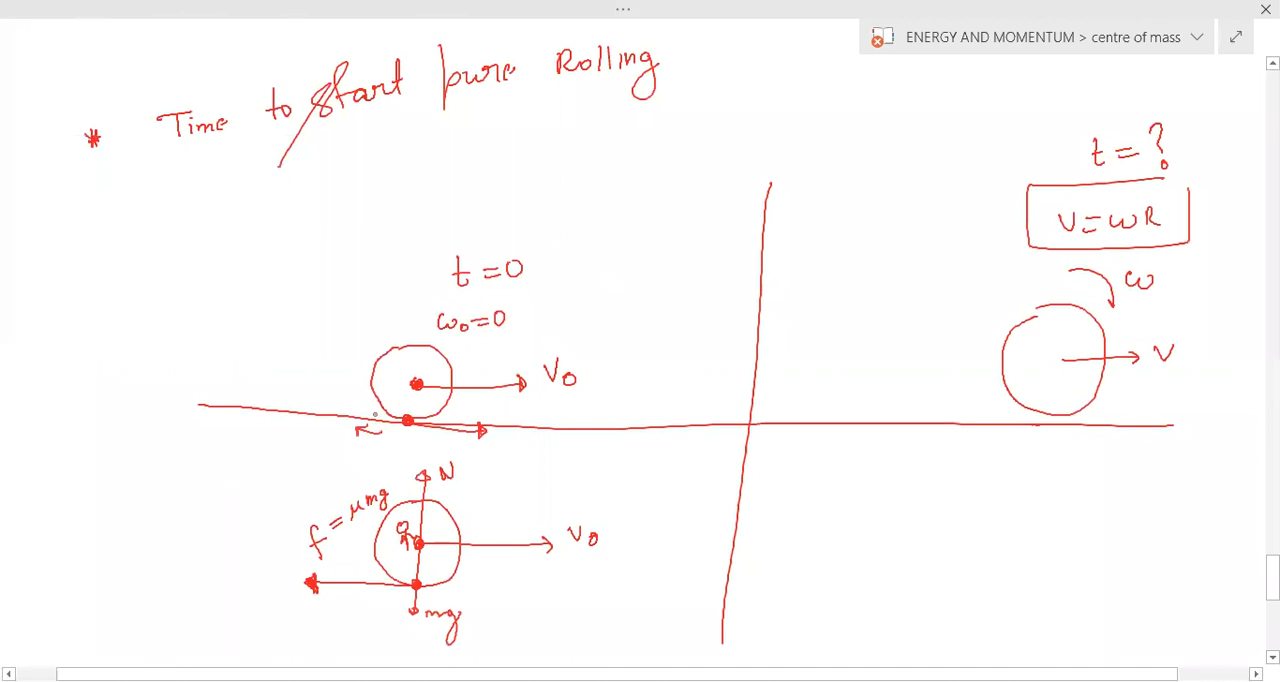 ENERGY AND MOMENTUM > centre of mass
* Time to start pure Rolling
t = ?
V = ωR
ω
V
t = 0
ω₀ = 0
V₀
N
f = μmg
V₀
mg